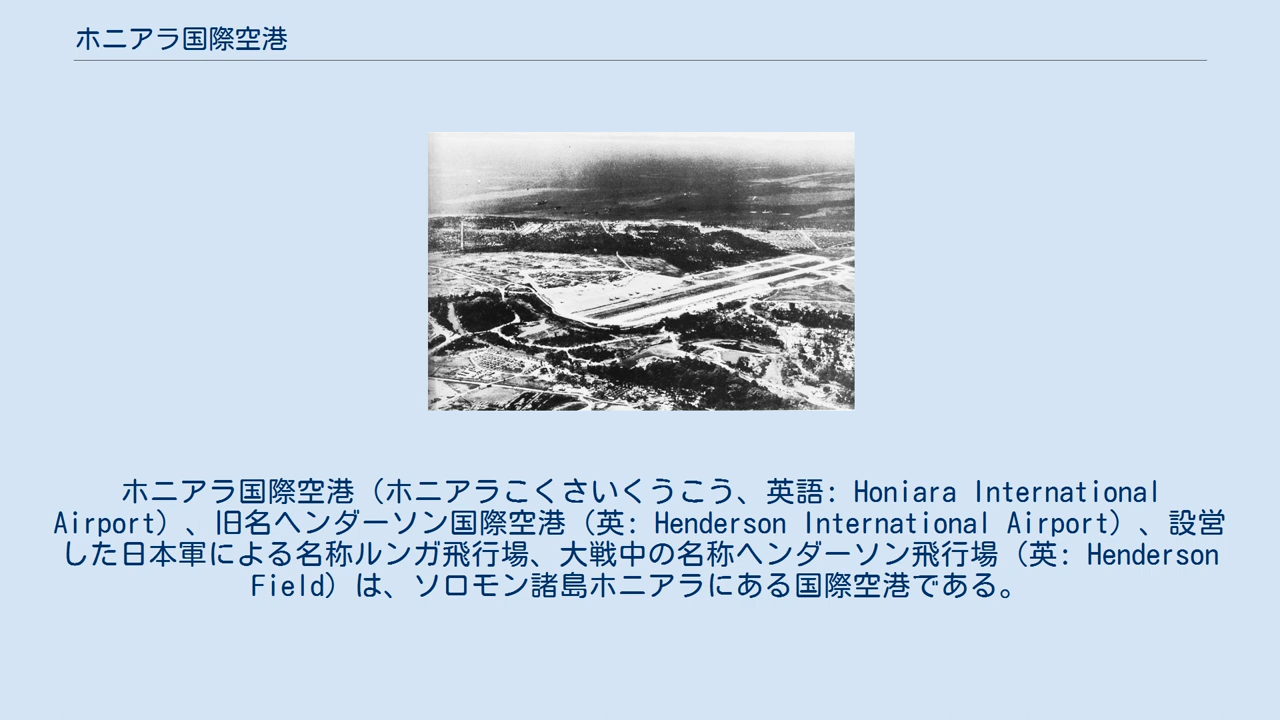 ホニアラ国際空港
ホニアラ国際空港（ホニアラこくさいくうこう、英語: Honiara International
Airport）、旧名ヘンダーソン国際空港（英: Henderson International Airport）、設営
した日本軍による名称ルンガ飛行場、大戦中の名称ヘンダーソン飛行場（英: Henderson
Field）は、ソロモン諸島ホニアラにある国際空港である。